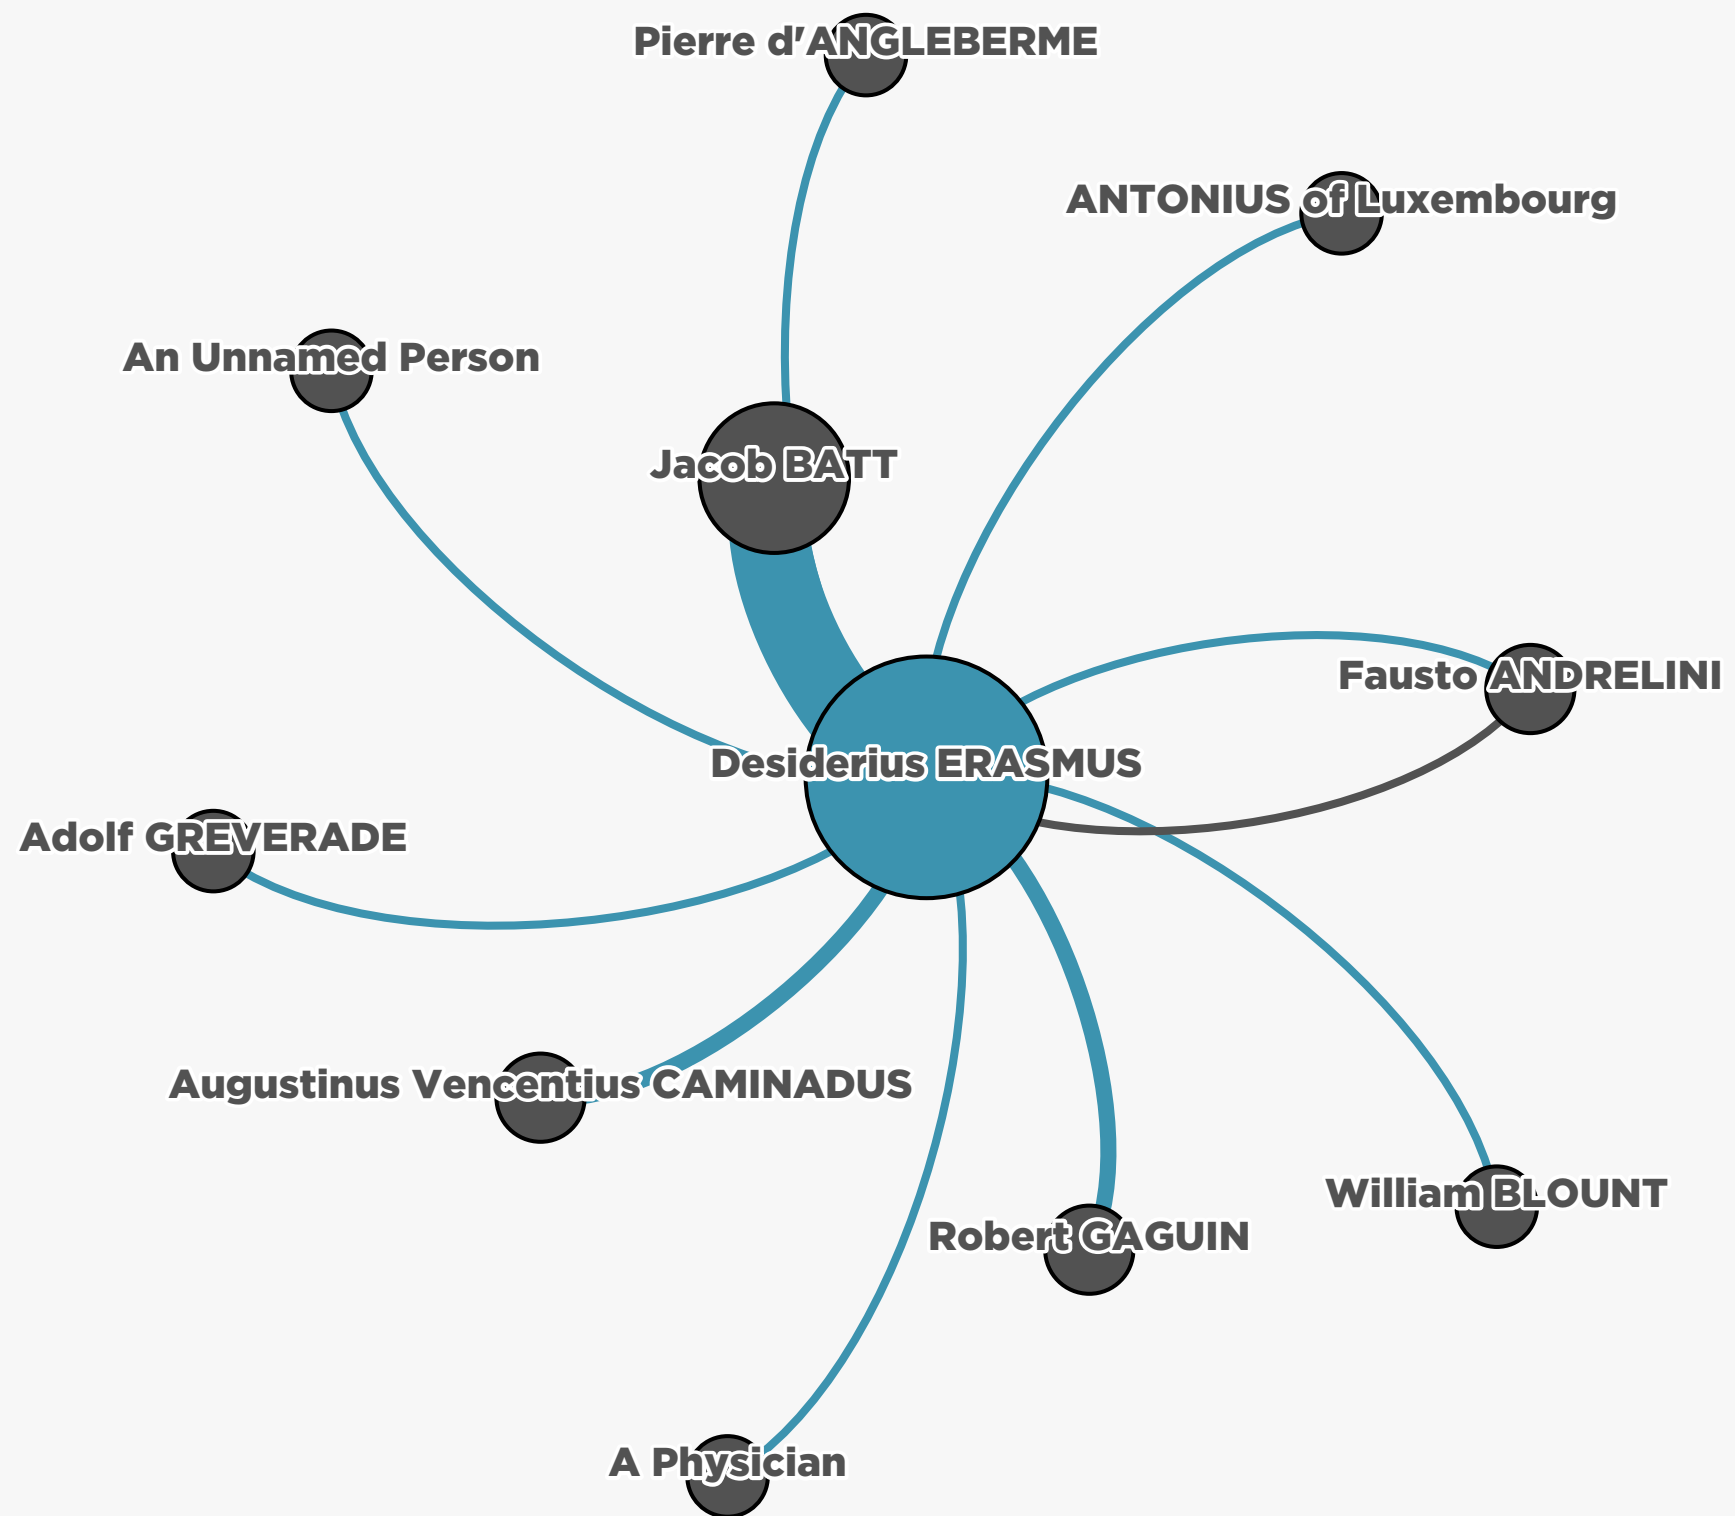 Pierre d'ANGLEBERME
ANTONIUS of Luxembourg
An Unnamed Person
Jacob BATT
Fausto ANDRELINI
Desiderius ERASMUS
Adolf GREVERADE
Augustinus Vencentius CAMINADUS
William BLOUNT
Robert GAGUIN
A Physician